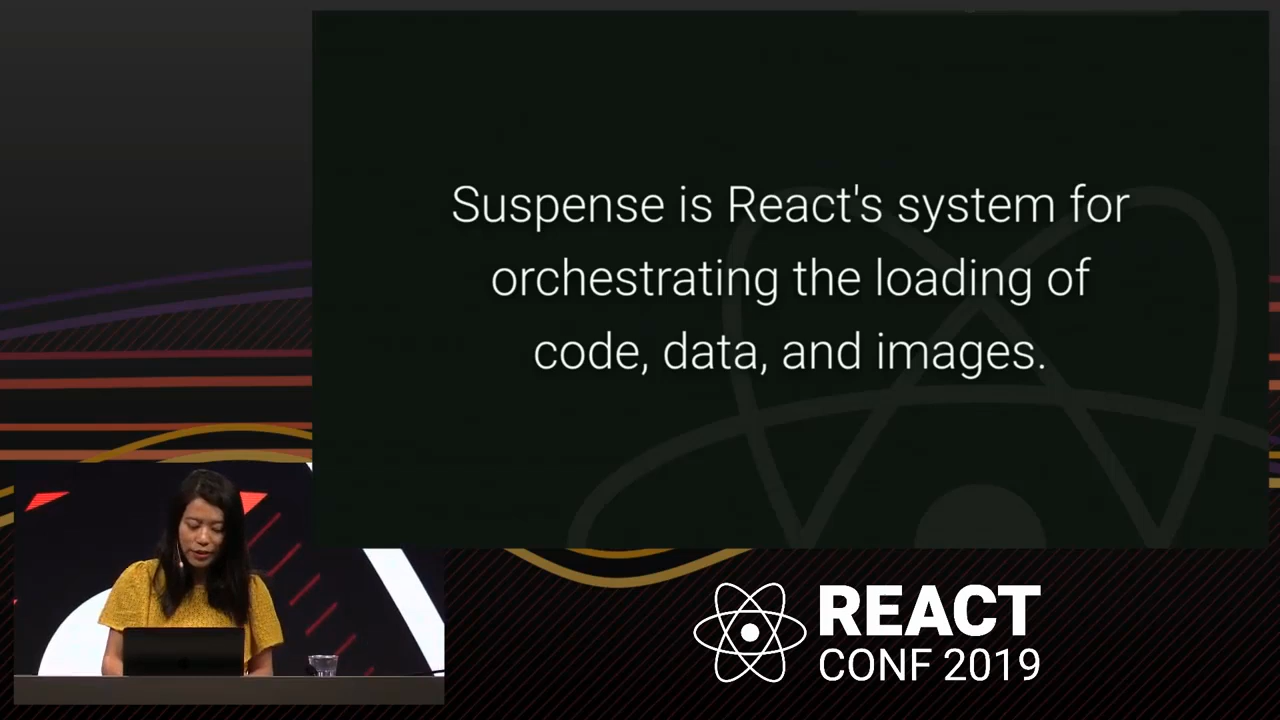 Suspense is React's system for
orchestrating the loading of
code, data, and images.
REACT
CONF 2019